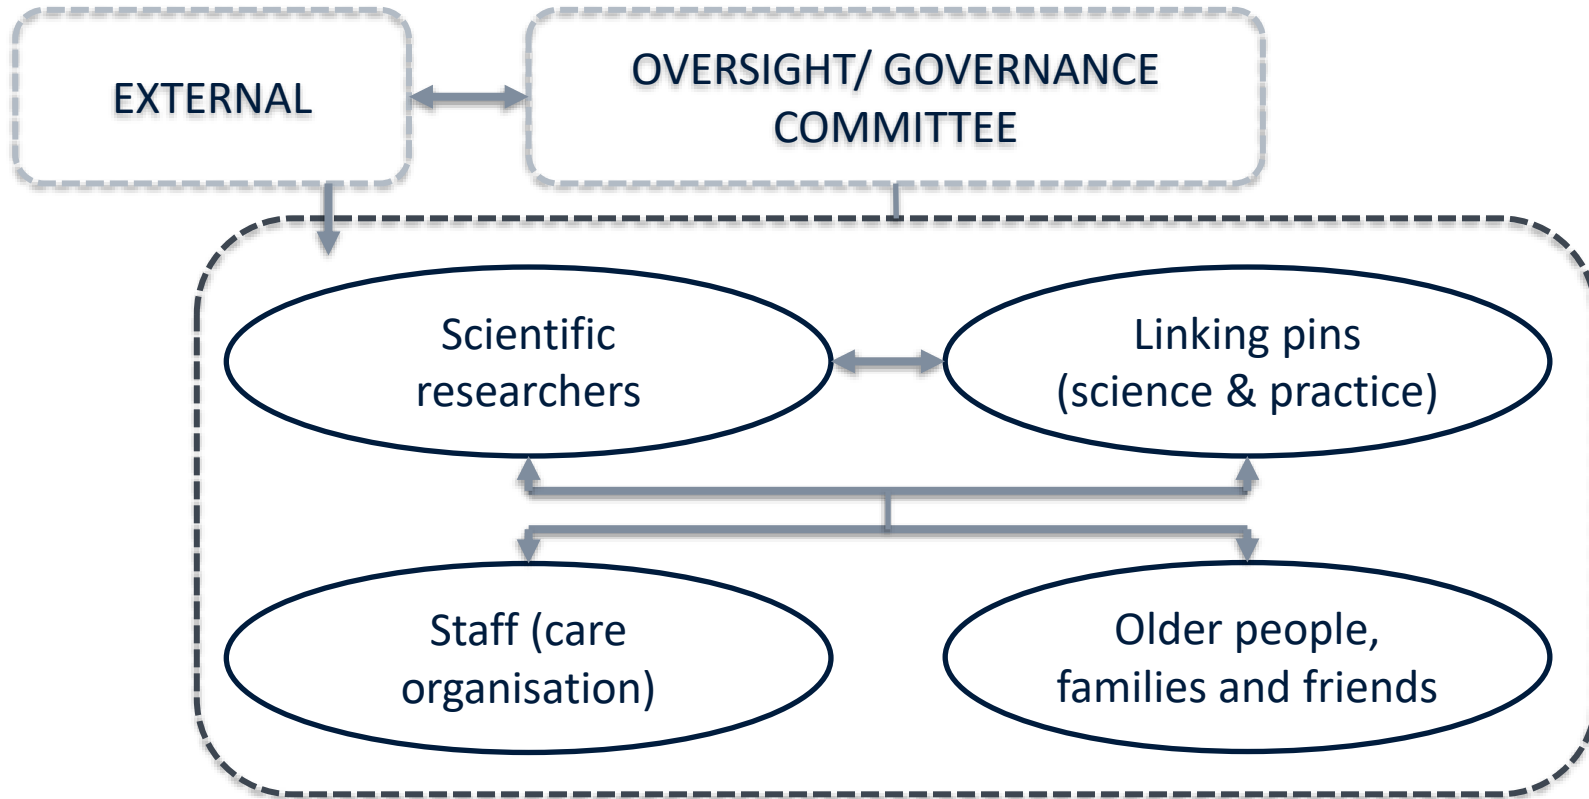 EXTERNAL
OVERSIGHT/ GOVERNANCE
COMMITTEE
Scientific
researchers
Linking pins
(science & practice)
Staff (care
organisation)
Older people,
families and friends